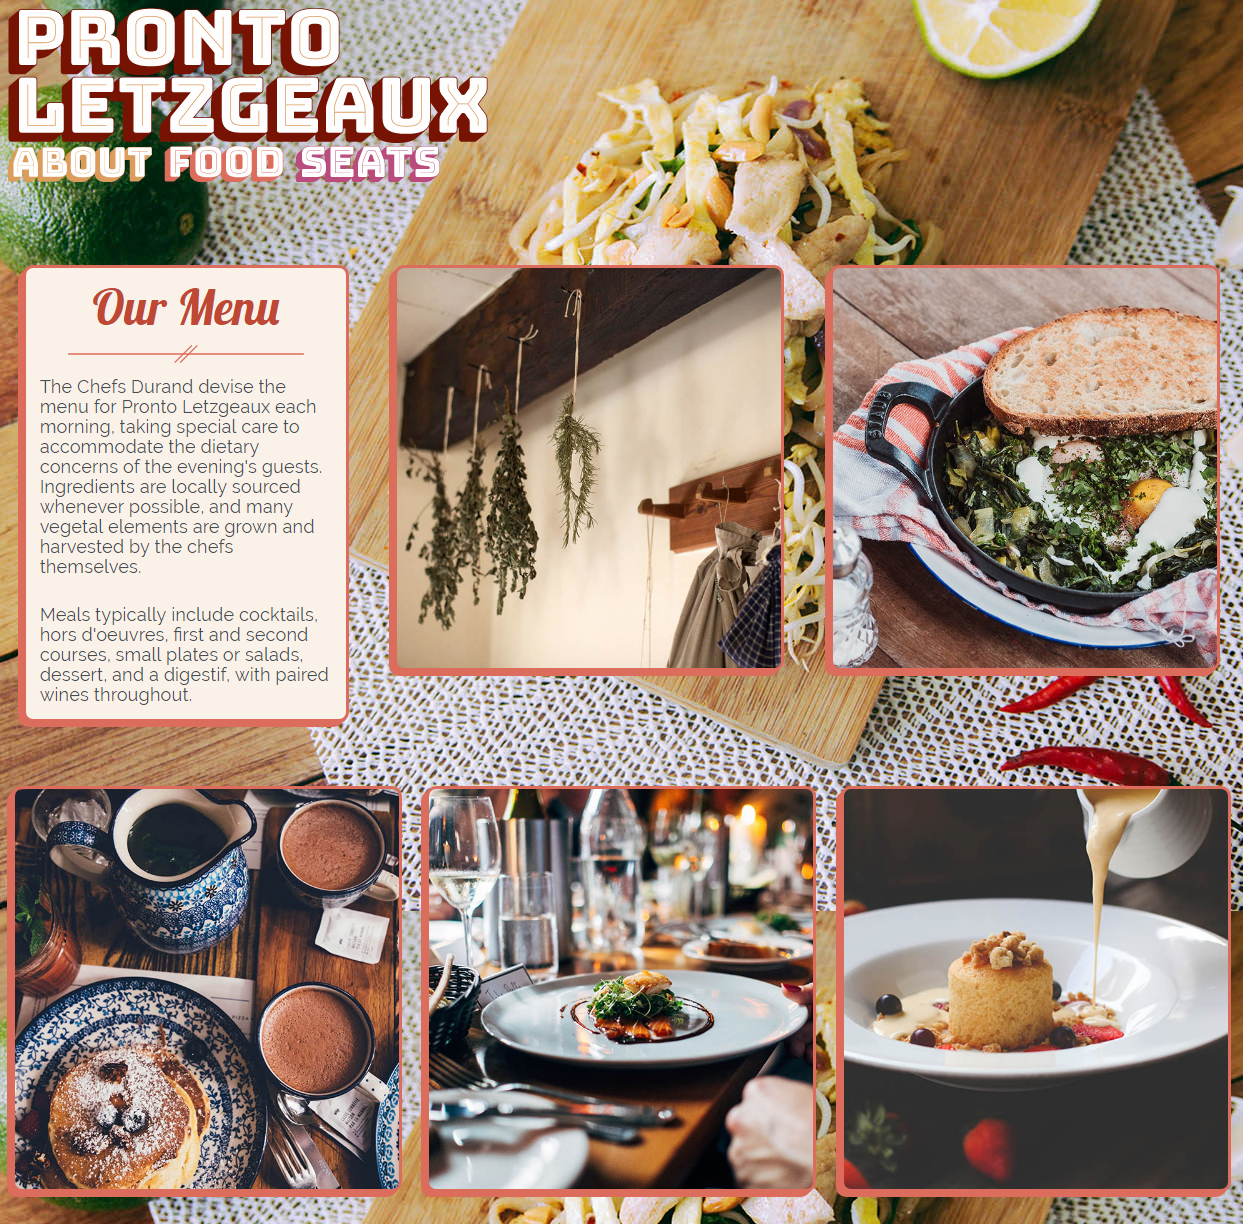 PRONTO
LETZGEAUX
ABOUT FOOD SEATS
Our Menu
The Chefs Durand devise the
menu for Pronto Letzgeaux each
morning, taking special care to
accommodate the dietary
concerns of the evening's guests.
Ingredients are locally sourced
whenever possible, and many
vegetal elements are grown and
harvested by the chefs
themselves.
Meals typically include cocktails,
hors d'oeuvres, first and second
courses, small plates or salads,
dessert, and a digestif, with paired
wines throughout.
PIZZA